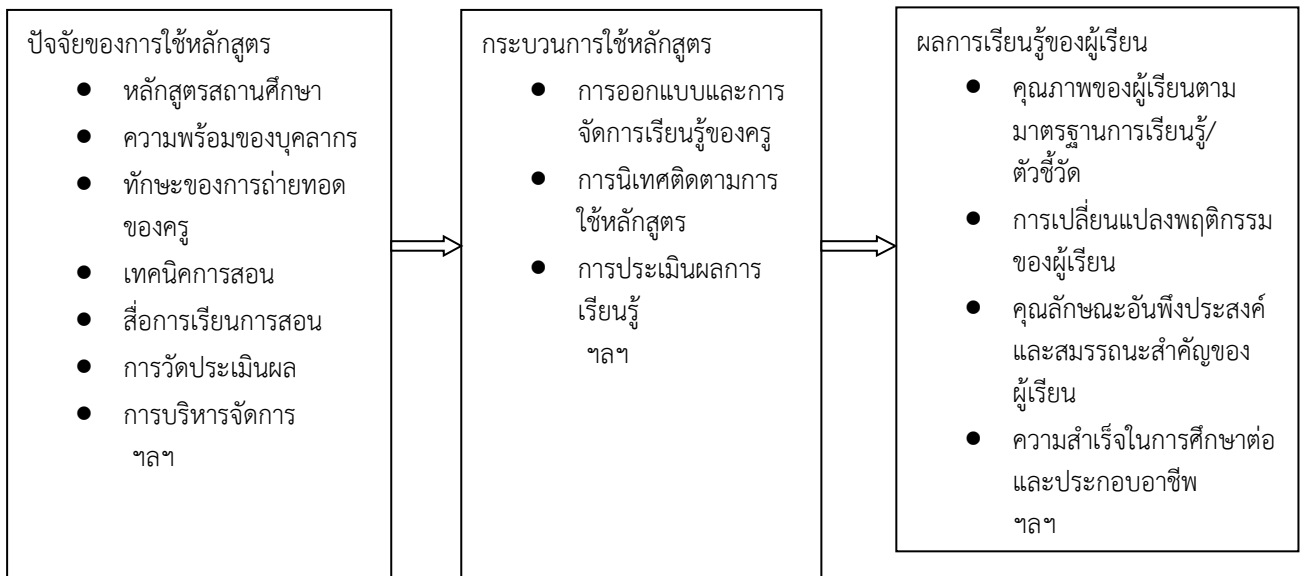 ปัจจัยของการใช้หลักสูตร
● หลักสูตรสถานศึกษา
● ความพร้อมของบุคลากร
● ทักษะของการถ่ายทอด
ของครู
● เทคนิคการสอน
● สื่อการเรียนการสอน
● การวัดประเมินผล
● การบริหารจัดการ
ฯลฯ
กระบวนการใช้หลักสูตร
● การออกแบบและการ
จัดการเรียนรู้ของครู
● การนิเทศติดตามการ
ใช้หลักสูตร
● การประเมินผลการ
เรียนรู้
ฯลฯ
ผลการเรียนรู้ของผู้เรียน
● คุณภาพของผู้เรียนตาม
มาตรฐานการเรียนรู้/
ตัวชี้วัด
● การเปลี่ยนแปลงพฤติกรรม
ของผู้เรียน
● คุณลักษณะอันพึงประสงค์
และสมรรถนะสำคัญของ
ผู้เรียน
● ความสำเร็จในการศึกษาต่อ
และประกอบอาชีพ
ฯลฯ